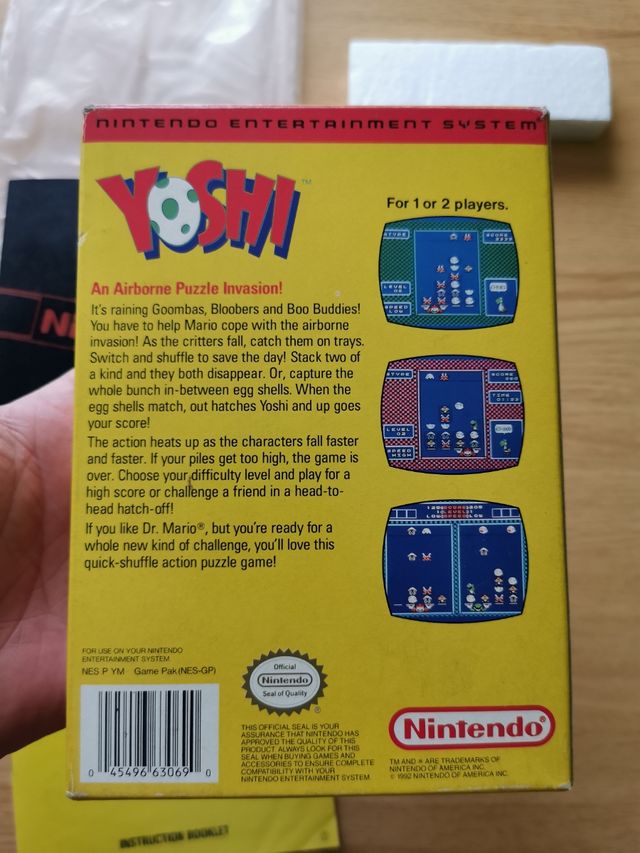 NINTENDO ENTERTAINMENT SYSTEM
YOSHI TM
For 1 or 2 players.
An Airborne Puzzle Invasion!
It's raining Goombas, Bloobers and Boo Buddies!
You have to help Mario cope with the airborne
invasion! As the critters fall, catch them on trays.
Switch and shuffle to save the day! Stack two of
a kind and they both disappear. Or, capture the
whole bunch in-between egg shells. When the
egg shells match, out hatches Yoshi and up goes
your score!
The action heats up as the characters fall faster
and faster. If your piles get too high, the game is
over. Choose your difficulty level and play for a
high score or challenge a friend in a head-to-
head hatch-off!
If you like Dr. Mario®, but you're ready for a
whole new kind of challenge, you'll love this
quick-shuffle action puzzle game!
SCORE
LEVEL
SPEED
LOW
SCORE
TIME
LEVEL
SPEED
HIGH
FOR USE ON YOUR NINTENDO
ENTERTAINMENT SYSTEM
NES P YM Game Pak (NES-GP)
0 45496 63069 0
Official
Nintendo
Seal of Quality
®
THIS OFFICIAL SEAL IS YOUR
ASSURANCE THAT NINTENDO HAS
APPROVED THE QUALITY OF THIS
PRODUCT. ALWAYS LOOK FOR THIS
SEAL WHEN BUYING GAMES AND
ACCESSORIES TO ENSURE COMPLETE
COMPATIBILITY WITH YOUR
NINTENDO ENTERTAINMENT SYSTEM
Nintendo®
TM AND ® ARE TRADEMARKS OF
NINTENDO OF AMERICA INC.
© 1992 NINTENDO OF AMERICA INC.
INSTRUCTION BOOKLET